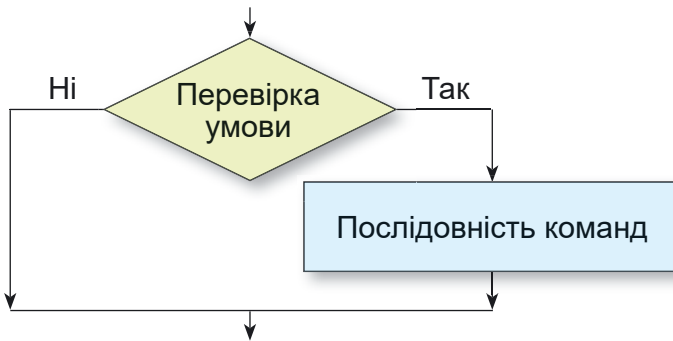 Ні
Так
Перевірка
умови
Послідовність команд